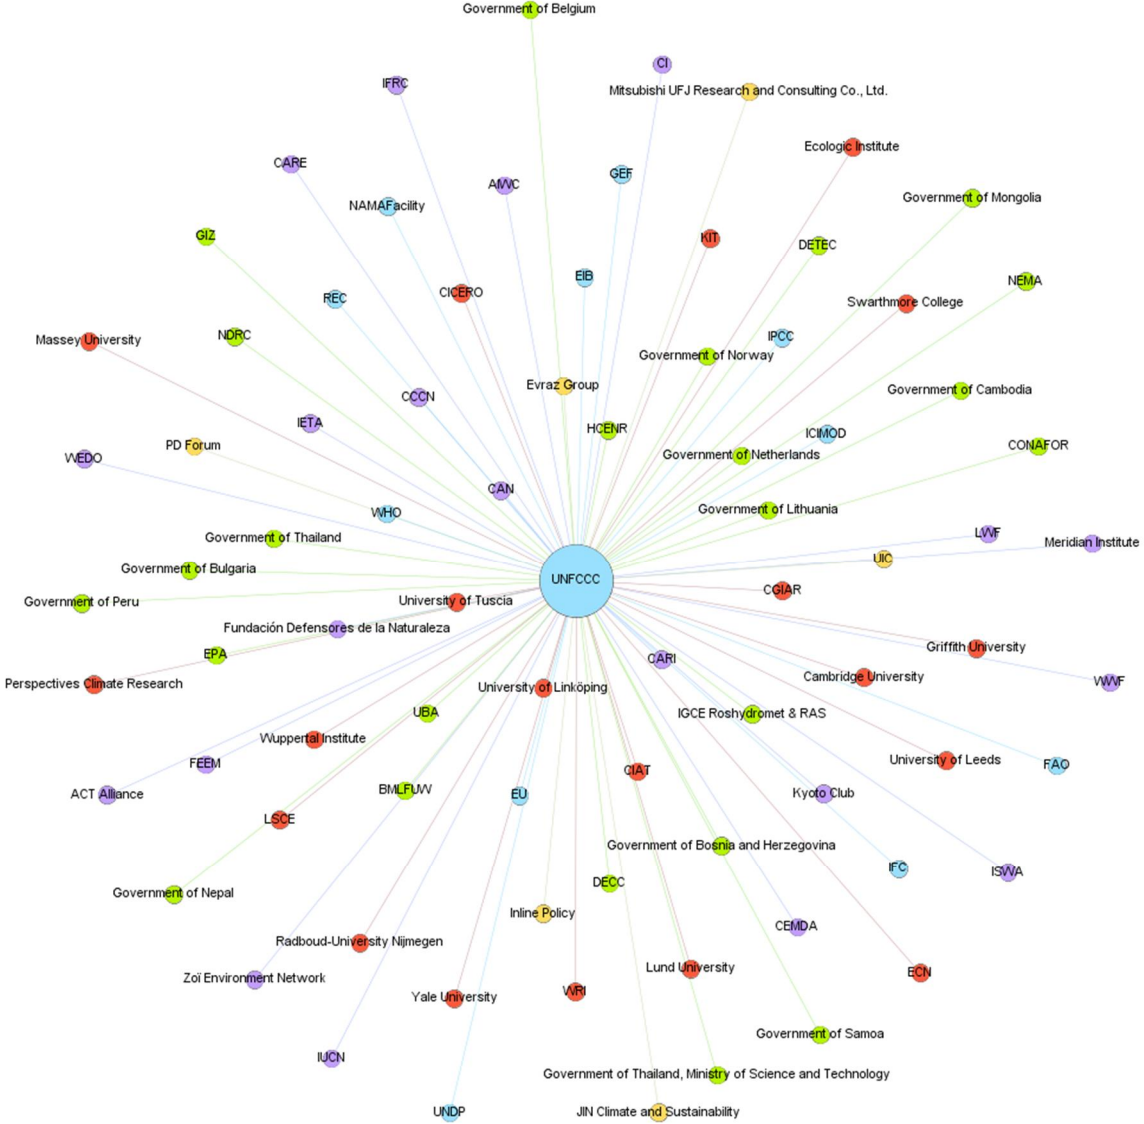 Government of Belgium
CI
IFRC
Mitsubishi UFJ Research and Consulting Co., Ltd.
Ecologic Institute
CARE
GEF
AIWC
Government of Mongolia
NAMAFacility
GIZ
KIT
DETEC
EIB
NEMA
CICERO
REC
Swarthmore College
NDRC
IPCC
Massey University
Government of Norway
Evraz Group
Government of Cambodia
CCCN
IETA
HCENR
ICIMOD
PD Forum
CONAFOR
Government of Netherlands
WEDO
CAN
Government of Lithuania
WHO
LWF
Government of Thailand
Meridian Institute
UIC
Government of Bulgaria
UNFCCC
CGIAR
University of Tuscia
Government of Peru
Fundación Defensores de la Naturaleza
Griffith University
EPA
CARI
Cambridge University
WWF
Perspectives Climate Research
University of Linköping
UBA
IGCE Roshydromet & RAS
Wuppertal Institute
University of Leeds
FEEM
FAO
CIAT
BMLFUW
Kyoto Club
ACT Alliance
EU
LSCE
Government of Bosnia and Herzegovina
IFC
ISWA
DECC
Government of Nepal
Inline Policy
CEMDA
Radboud-University Nijmegen
Lund University
ECN
Zoï Environment Network
WRI
Yale University
Government of Samoa
IUCN
Government of Thailand, Ministry of Science and Technology
UNDP
JIN Climate and Sustainability